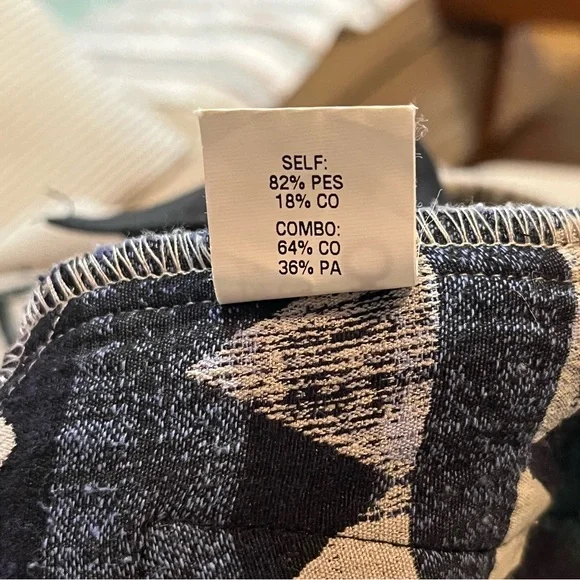 SELF:
82% PES
18% CO
COMBO:
64% CO
36% PA